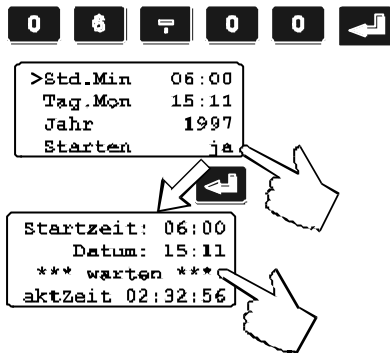 0 6 - 0 0
>Std.Min 06:00
Tag.Mon 15:11
Jahr 1997
Starten ja
Startzeit: 06:00
Datum: 15:11
*** warten ***
aktZeit 02:32:56